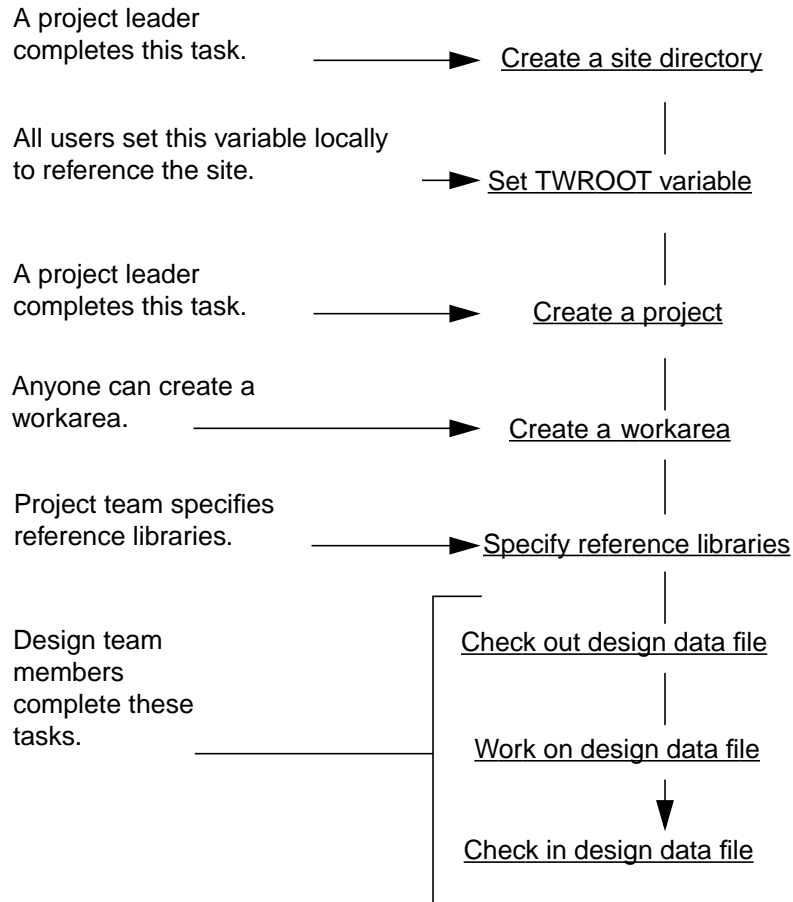 A project leader
completes this task.
Create a site directory
All users set this variable locally
to reference the site.
Set TWROOT variable
A project leader
completes this task.
Create a project
Anyone can create a
workarea.
Create a workarea
Project team specifies
reference libraries.
Specify reference libraries
Design team
members
complete these
tasks.
Check out design data file
Work on design data file
Check in design data file